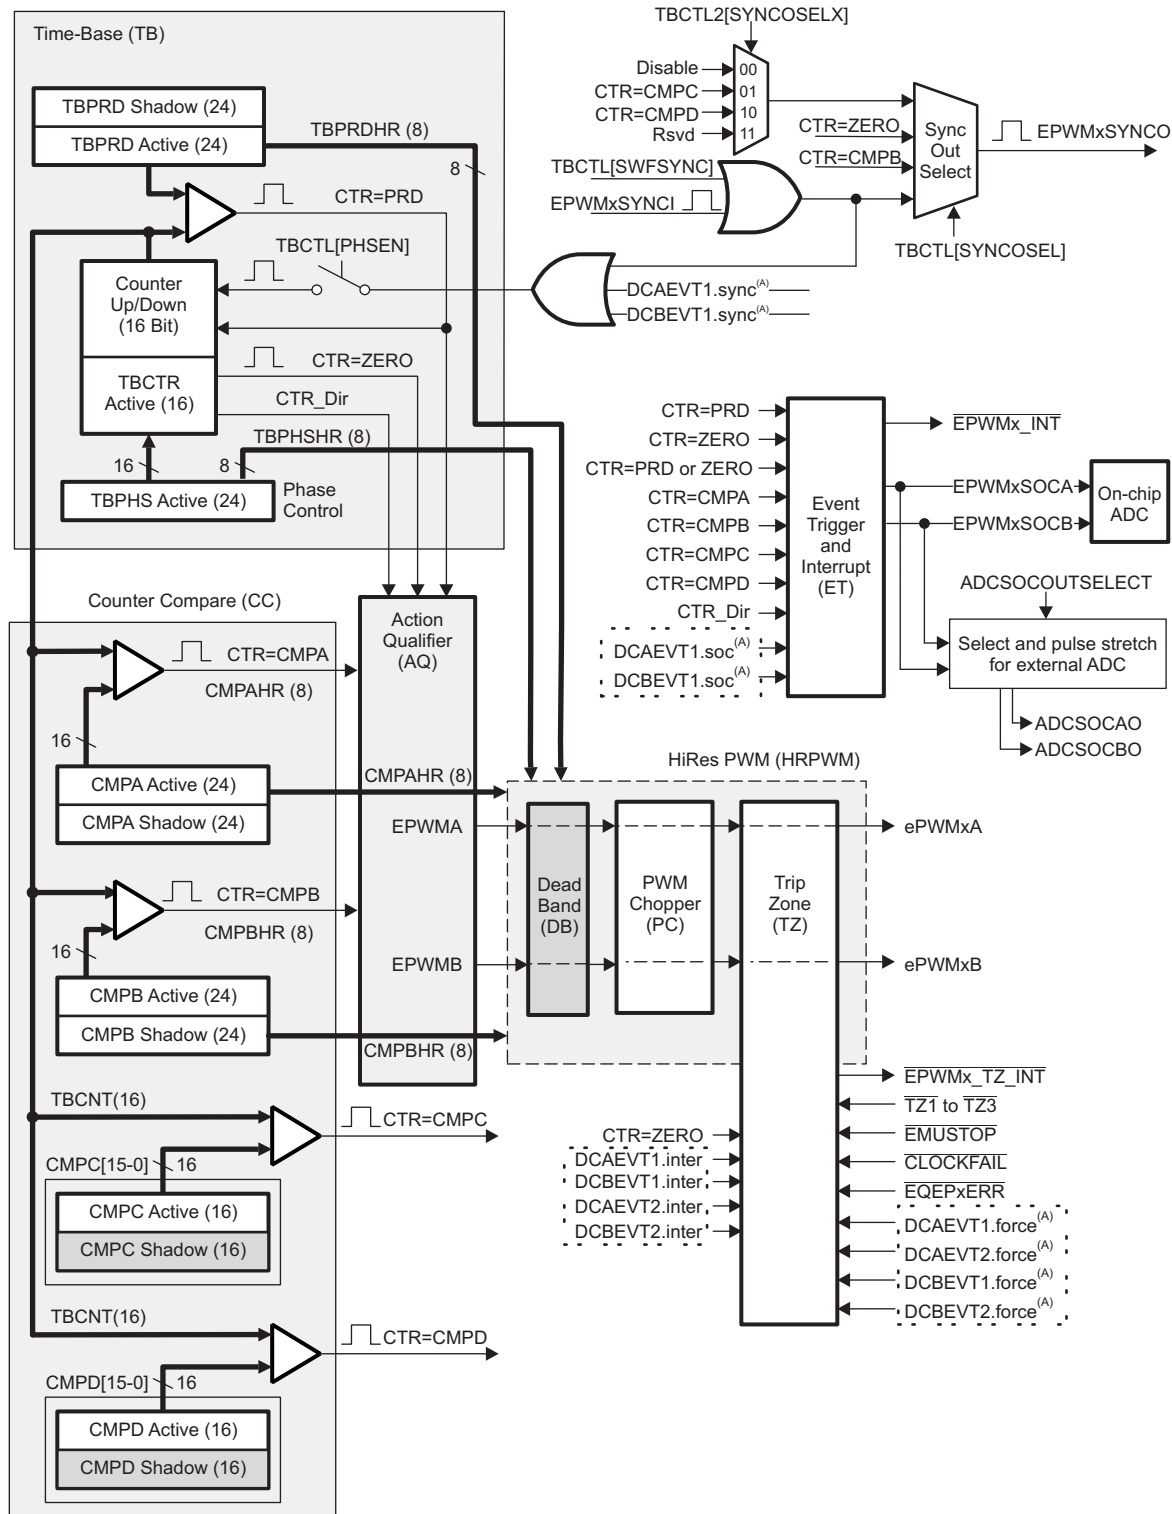 TBCTL2[SYNCOSELX]
Time-Base (TB)
Disable
00
CTR=CMPC
01
CTR=CMPD
10
Rsvd
11
TBPRD Shadow (24)
TBPRD Active (24)
TBPRDHR (8)
8
CTR=ZERO
CTR=CMPB
Sync
Out
Select
EPWMxSYNCO
TBCTL[SWFSYNC]
EPWMxSYNCI
TBCTL[SYNCOSEL]
CTR=PRD
TBCTL[PHSEN]
Counter
Up/Down
(16 Bit)
DCAEVT1.sync(A)
DCBEVT1.sync(A)
CTR=ZERO
TBCTR
Active (16)
CTR_Dir
TBPHSHR (8)
16
8
TBPHS Active (24)
Phase
Control
CTR=PRD
CTR=ZERO
CTR=PRD or ZERO
CTR=CMPA
CTR=CMPB
CTR=CMPC
CTR=CMPD
CTR_Dir
DCAEVT1.soc(A)
DCBEVT1.soc(A)
Event
Trigger
and
Interrupt
(ET)
EPWMx_INT
EPWMxSOCA
EPWMxSOCB
On-chip
ADC
ADCSOCOUTSELECT
Select and pulse stretch
for external ADC
ADCSOCAO
ADCSOCBO
Counter Compare (CC)
Action
Qualifier
(AQ)
CTR=CMPA
CMPAHR (8)
16
CMPA Active (24)
CMPA Shadow (24)
CMPAHR (8)
EPWMA
CTR=CMPB
CMPBHR (8)
16
EPWMB
CMPB Active (24)
CMPB Shadow (24)
CMPBHR (8)
HiRes PWM (HRPWM)
Dead
Band
(DB)
PWM
Chopper
(PC)
Trip
Zone
(TZ)
ePWMxA
ePWMxB
EPWMx_TZ_INT
TZ1 to TZ3
EMUSTOP
CLOCKFAIL
EQEPxERR
DCAEVT1.force(A)
DCAEVT2.force(A)
DCBEVT1.force(A)
DCBEVT2.force(A)
CTR=ZERO
DCAEVT1.inter
DCBEVT1.inter
DCAEVT2.inter
DCBEVT2.inter
TBCNT(16)
CTR=CMPC
CMPC[15-0]
16
CMPC Active (16)
CMPC Shadow (16)
TBCNT(16)
CTR=CMPD
CMPD[15-0]
16
CMPD Active (16)
CMPD Shadow (16)